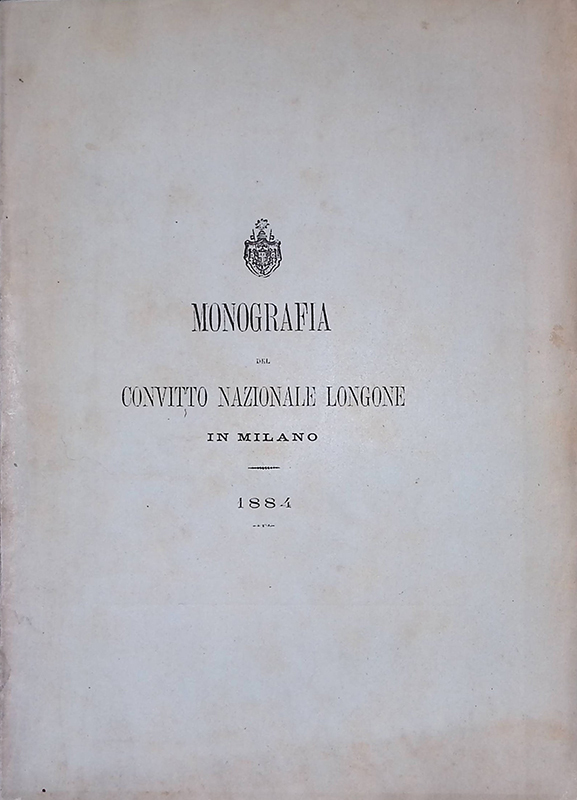 MONOGRAFIA
DEL
CONVITTO NAZIONALE LONGONE
IN MILANO
1884